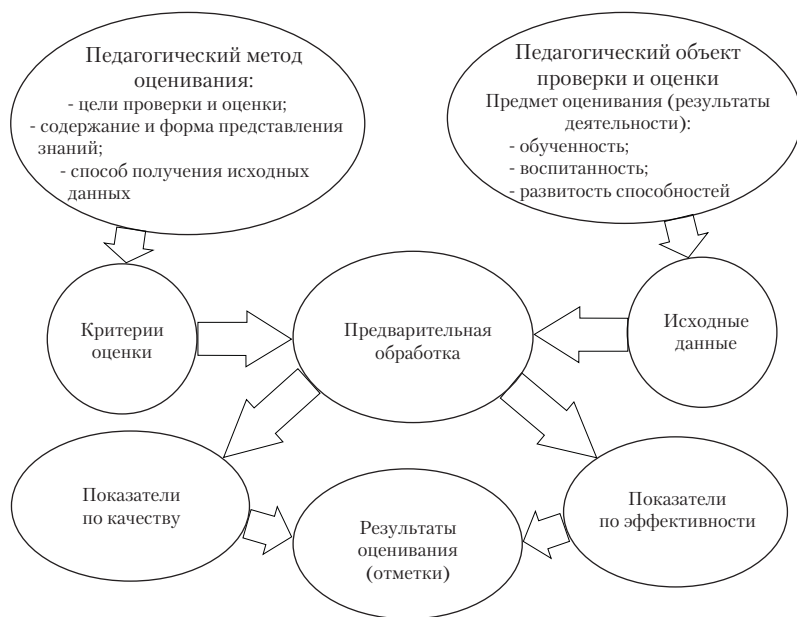 Педагогический метод
оценивания:
- цели проверки и оценки;
- содержание и форма представления
знаний;
- способ получения исходных
данных
Педагогический объект
проверки и оценки
Предмет оценивания (результаты
деятельности):
- обученность;
- воспитанность;
- развитость способностей
Критерии
оценки
Предварительная
обработка
Исходные
данные
Показатели
по качеству
Результаты
оценивания
(отметки)
Показатели
по эффективности